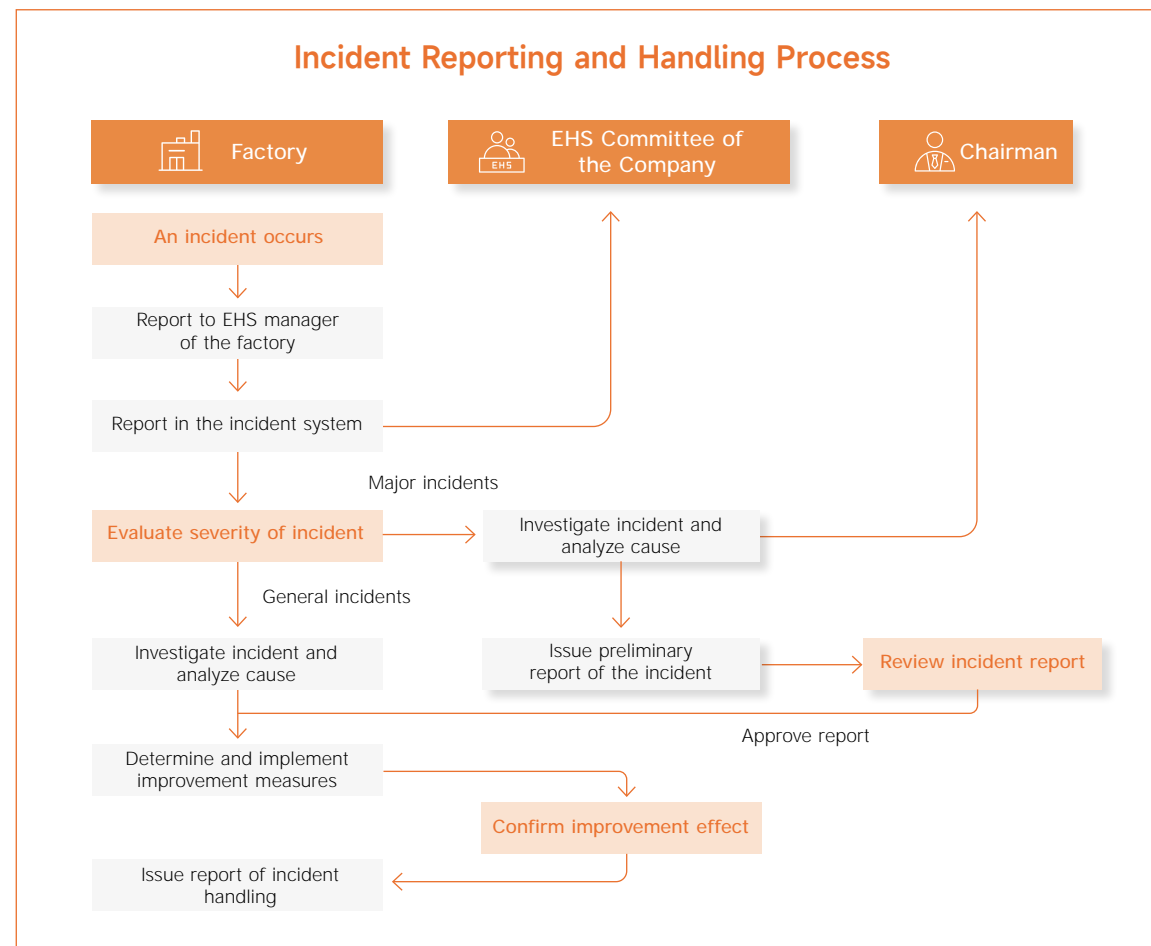 Incident Reporting and Handling Process
Factory
EHS
EHS Committee of
the Company
Chairman
An incident occurs
Report to EHS manager
of the factory
Report in the incident system
Major incidents
Evaluate severity of incident
Investigate incident and
analyze cause
General incidents
Investigate incident and
analyze cause
Issue preliminary
report of the incident
Review incident report
Approve report
Determine and implement
improvement measures
Confirm improvement effect
Issue report of incident
handling